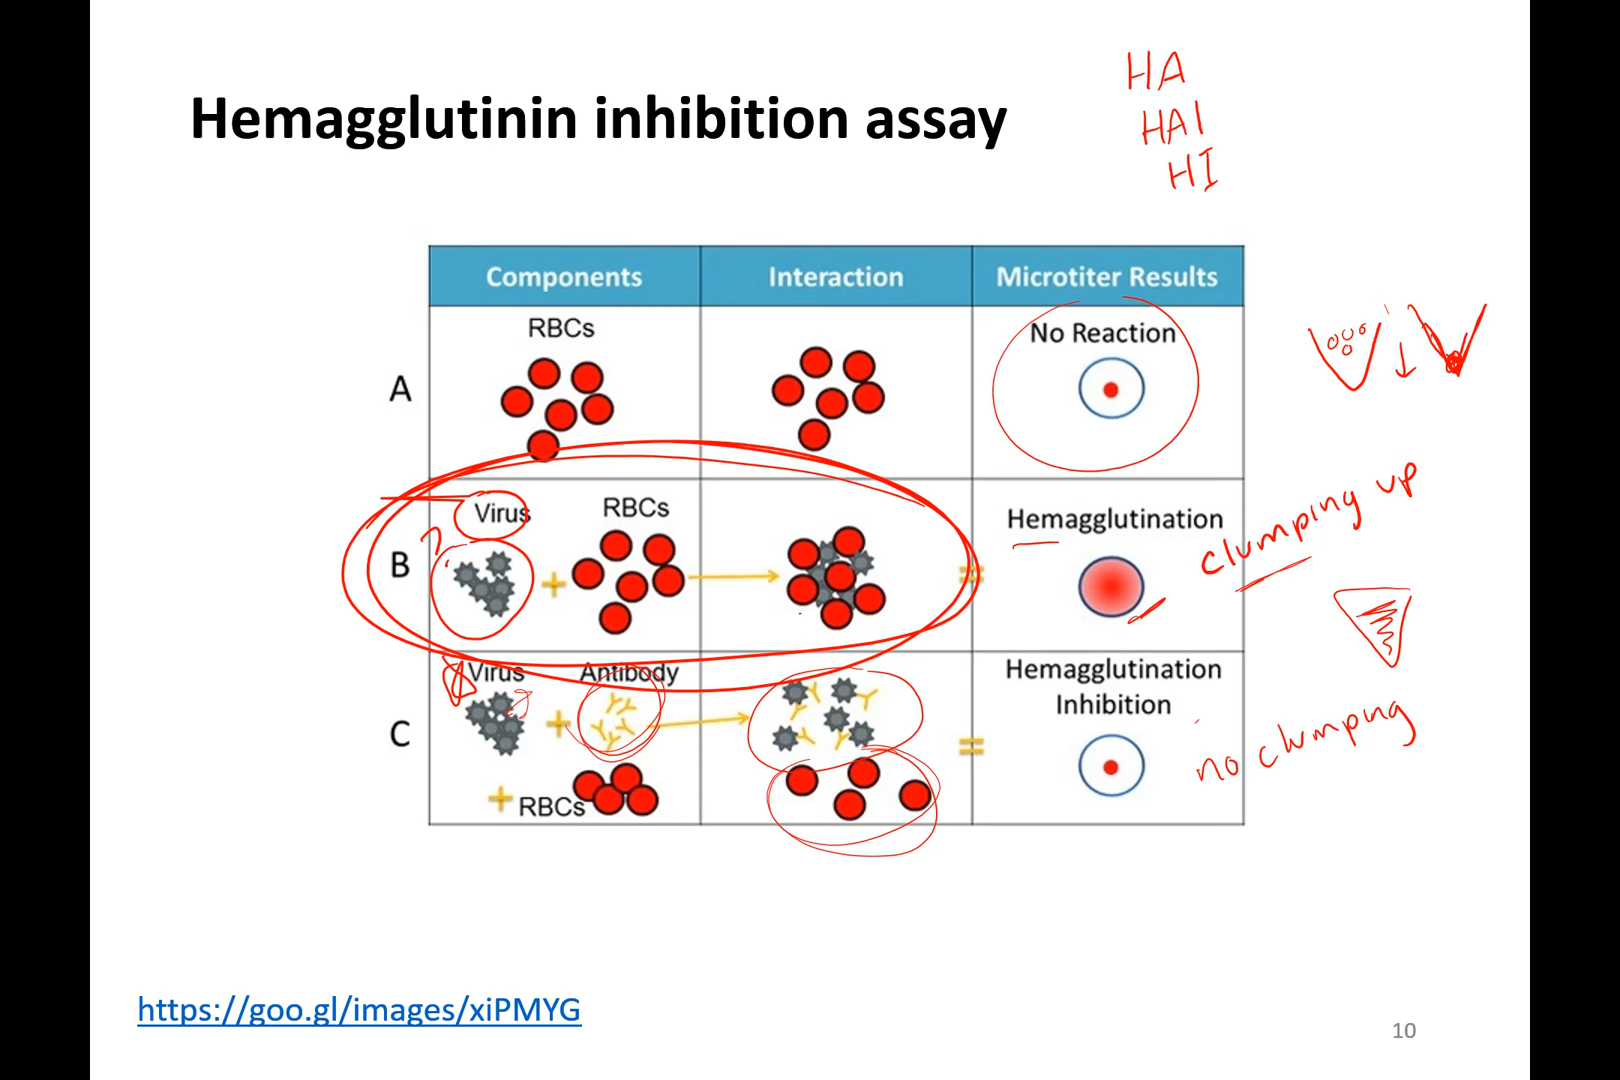 HA
HAI
HI
Hemagglutinin inhibition assay
Components Interaction Microtiter Results
A
RBCs
No Reaction
B
Virus
RBCs
Hemagglutination
clumping up
?
C
Virus
Antibody
RBCs
Hemagglutination
Inhibition
no clumping
https://goo.gl/images/xiPMYG
10